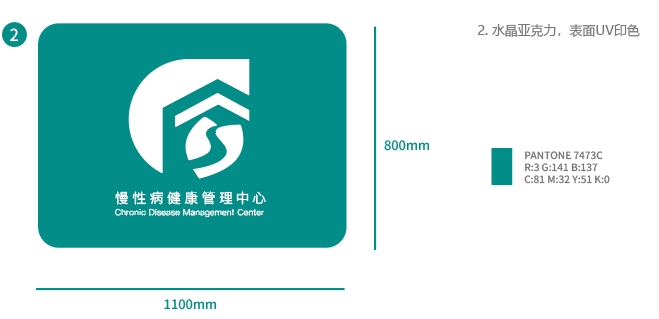 2
2. 水晶亚克力，表面UV印色
800mm
PANTONE 7473C
R:3 G:141 B:137
C:81 M:32 Y:51 K:0
慢性病健康管理中心
Chronic Disease Management Center
1100mm